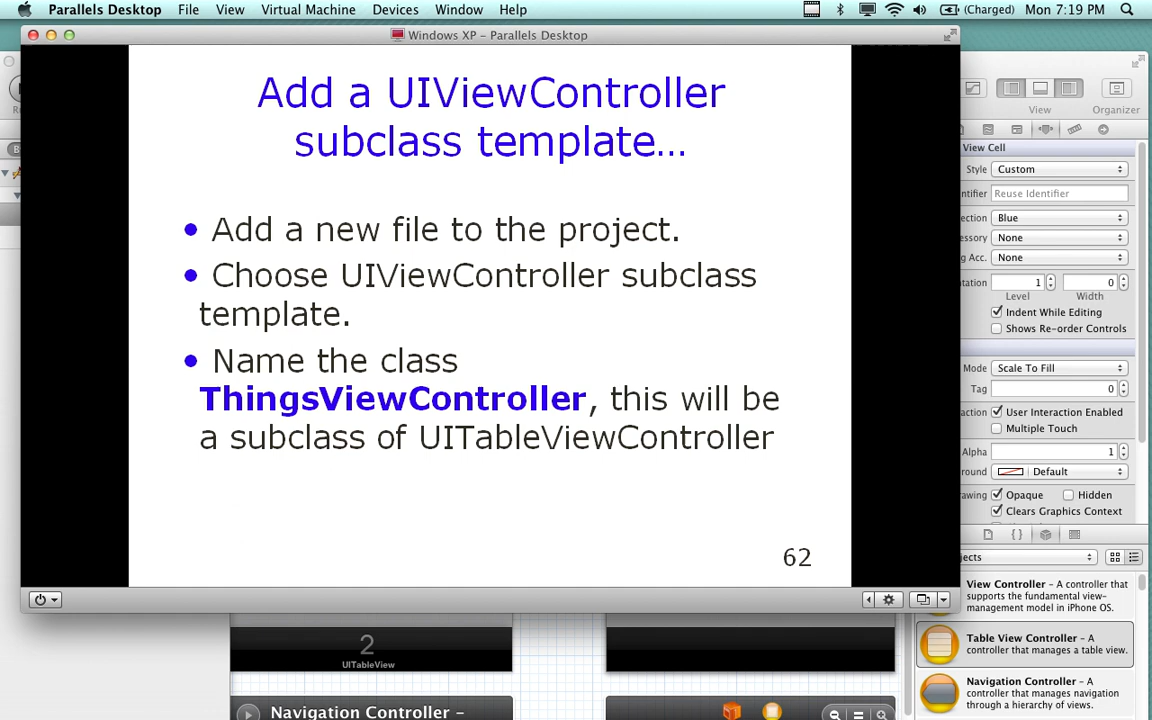 Parallels Desktop File View Virtual Machine Devices Window Help (Charged) Mon 7:19 PM
Windows XP – Parallels Desktop
Add a UIViewController
subclass template...
• Add a new file to the project.
• Choose UIViewController subclass
template.
• Name the class
ThingsViewController, this will be
a subclass of UITableViewController
62
View
Organizer
View Cell
Style Custom
Reuse Identifier
Blue
None
None
1 0
Level Width
Indent While Editing
Shows Re-order Controls
Mode Scale To Fill
Tag 0
User Interaction Enabled
Multiple Touch
Alpha 1
Default
Opaque Hidden
Clears Graphics Context
View Controller – A controller that
supports the fundamental view-
management model in iPhone OS.
Table View Controller – A
controller that manages a table view.
Navigation Controller – A
controller that manages navigation
through a hierarchy of views.
2
UITableView
Navigation Controller –